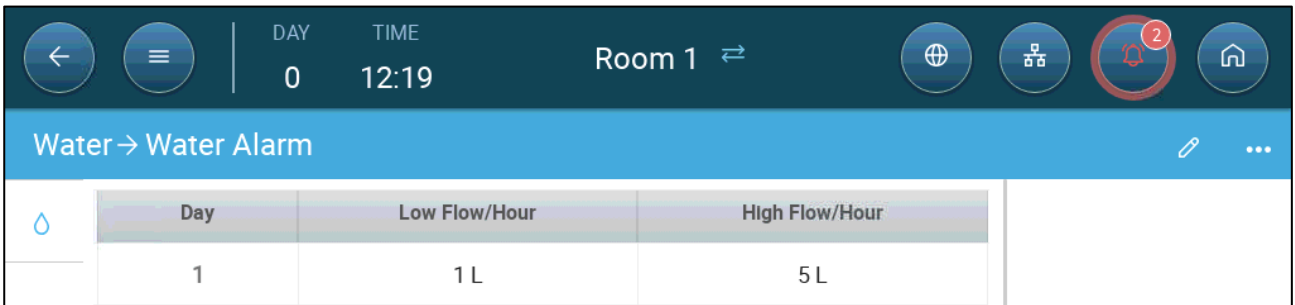 DAY TIME
0 12:19
Room 1
2
Water → Water Alarm
Day Low Flow/Hour High Flow/Hour
1 1 L 5 L